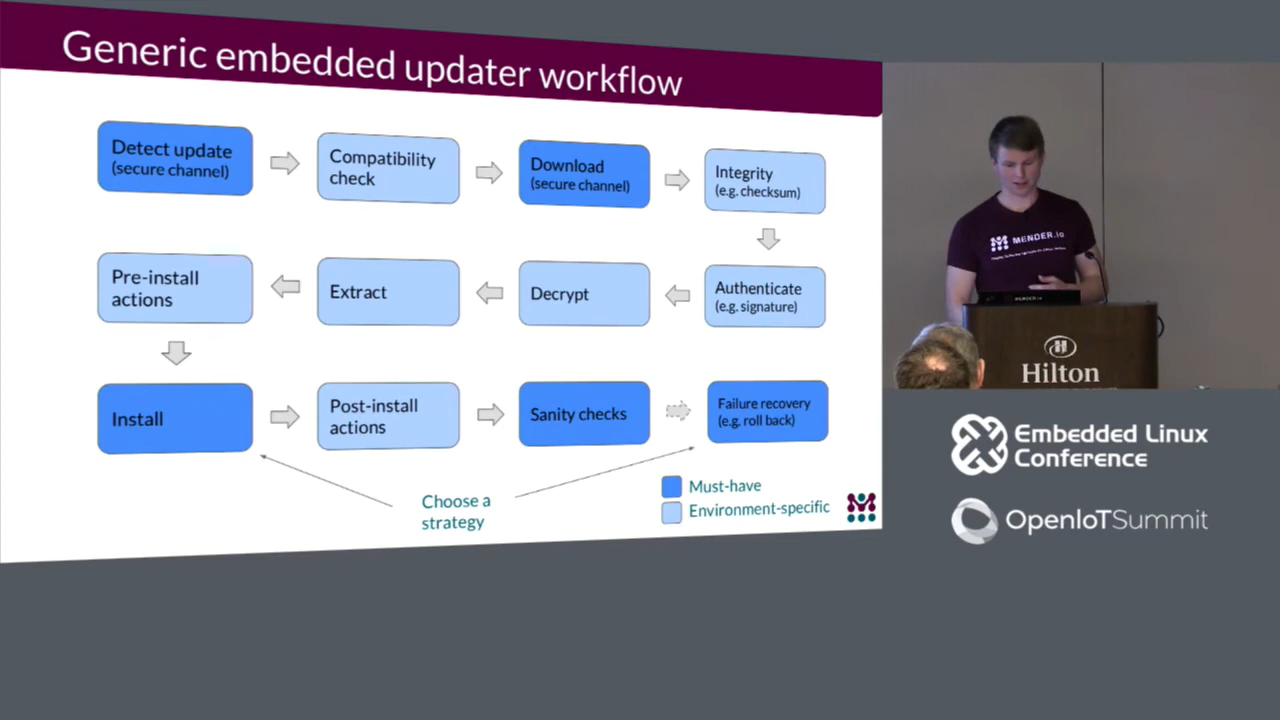 Generic embedded updater workflow
Detect update
(secure channel)
Compatibility
check
Download
(secure channel)
Integrity
(e.g. checksum)
Pre-install
actions
Extract
Decrypt
Authenticate
(e.g. signature)
Install
Post-install
actions
Sanity checks
Failure recovery
(e.g. roll back)
Choose a
strategy
Must-have
Environment-specific
MENDER.io
MENDER.io
Hilton
Embedded Linux
Conference
OpenIoTSummit